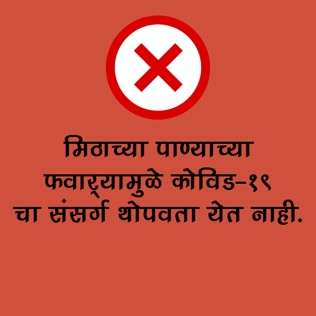 मिठाच्या पाण्याच्या
फवाऱ्यामुळे कोविड-१९
चा संसर्ग थोपवता येत नाही.